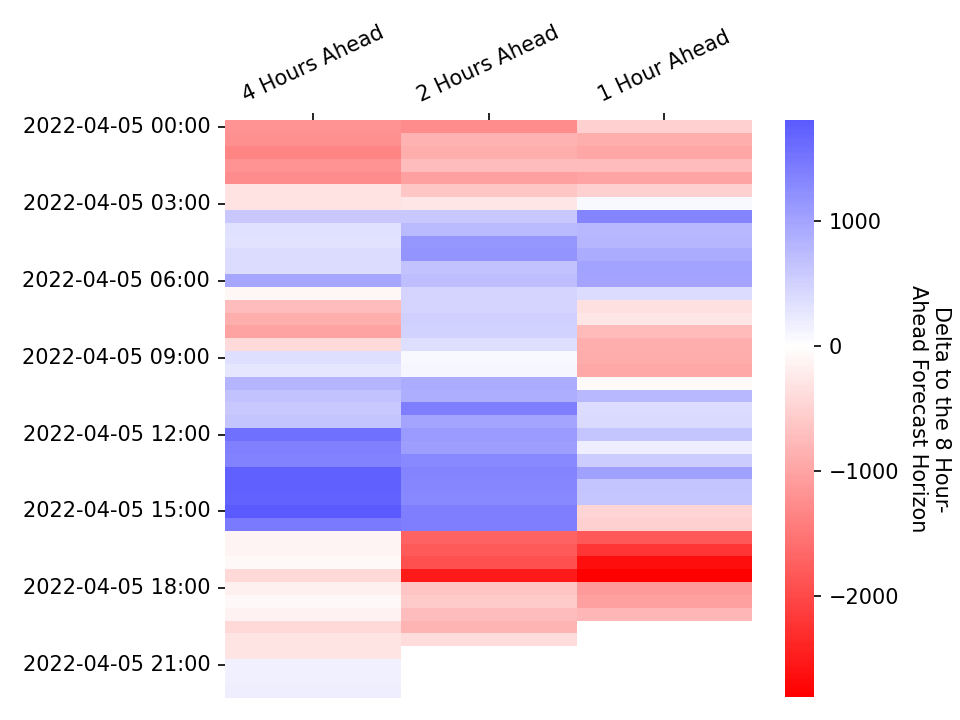 4 Hours Ahead
2 Hours Ahead
1 Hour Ahead
2022-04-05 00:00
2022-04-05 03:00
2022-04-05 06:00
2022-04-05 09:00
2022-04-05 12:00
2022-04-05 15:00
2022-04-05 18:00
2022-04-05 21:00
1000
0
−1000
−2000
Delta to the 8 Hour-
Ahead Forecast Horizon